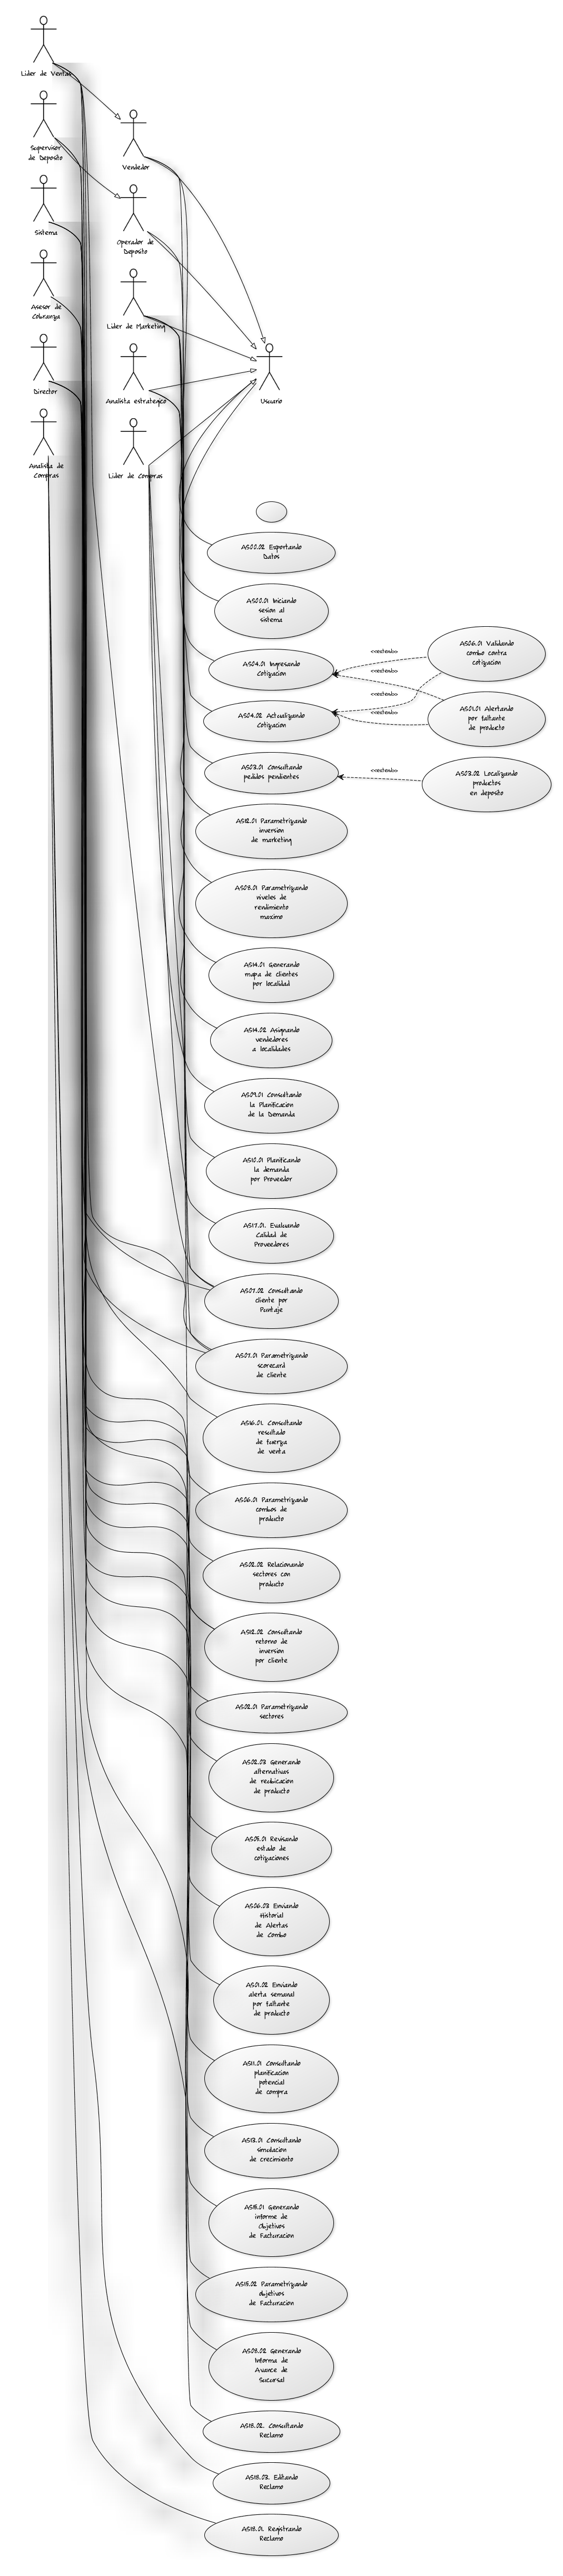 Lider de Ventas
Supervisor
de Deposito
Sistema
Asesor de
Cobranza
Director
Analista de
Compras
Vendedor
Operador de
Deposito
Lider de Marketing
Analista estrategico
Lider de Compras
Usuario
AS00.02 Exportando
Datos
AS00.01 Iniciando
sesion al
sistema
AS04.01 Ingresando
Cotizacion
AS04.02 Actualizando
Cotizacion
AS03.01 Consultando
pedidos pendientes
<<extend>>
<<extend>>
<<extend>>
<<extend>>
<<extend>>
AS06.01 Validando
combo contra
cotizacion
AS01.01 Alertando
por faltante
de producto
AS03.02 Localizando
productos
en deposito
AS12.01 Parametrizando
inversion
de marketing
AS08.01 Parametrizando
niveles de
rendimiento
maximo
AS14.01 Generando
mapa de clientes
por localidad
AS14.02 Asignando
vendedores
a localidades
AS09.01 Consultando
la Planificacion
de la Demanda
AS10.01 Planificando
la demanda
por Proveedor
AS17.01. Evaluando
Calidad de
Proveedores
AS07.02 Consultando
cliente por
Puntaje
AS07.01 Parametrizando
scorecard
de cliente
AS16.01. Consultando
resultado
de fuerza
de venta
AS06.01 Parametrizando
combos de
producto
AS02.02 Relacionando
sectores con
producto
AS12.02 Consultando
retorno de
inversion
por cliente
AS02.01 Parametrizando
sectores
AS02.03 Generando
alternativas
de reubicacion
de producto
AS05.01 Revisando
estado de
cotizaciones
AS06.03 Enviando
Historial
de Alertas
de Combo
AS01.02 Enviando
alerta semanal
por faltante
de producto
AS11.01 Consultando
planificacion
potencial
de compra
AS13.01 Consultando
simulacion
de crecimiento
AS15.01 Generando
informe de
Objetivos
de Facturacion
AS15.02 Parametrizando
objetivos
de Facturacion
AS08.02 Generando
Informa de
Avance de
Sucursal
AS18.02. Consultando
Reclamo
AS18.03. Editando
Reclamo
AS18.01. Registrando
Reclamo